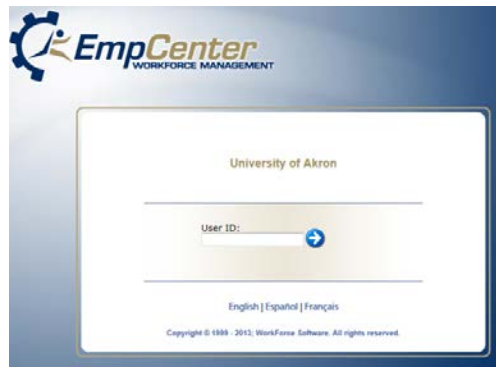 EmpCenter
WORKFORCE MANAGEMENT
University of Akron
User ID:
English | Español | Français
Copyright © 1999 - 2013; WorkForce Software. All rights reserved.